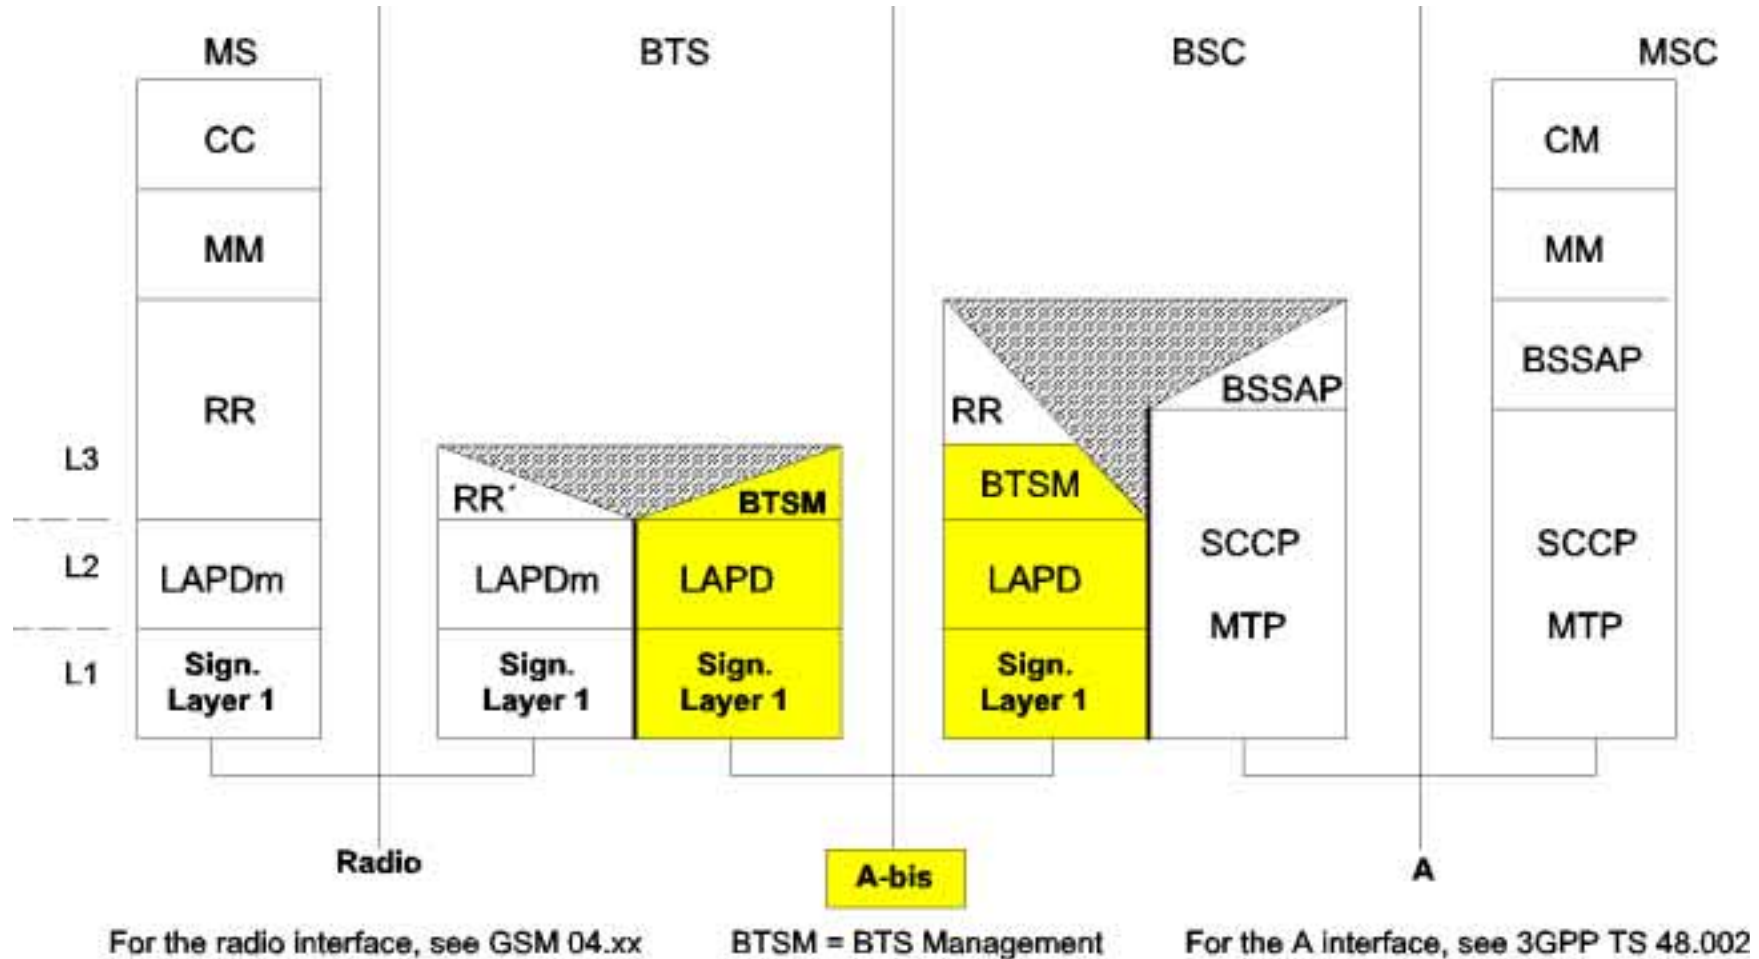 MS
BTS
BSC
MSC
CC
CM
MM
MM
RR
RR
BSSAP
BSSAP
L3
RR´
BTSM
BTSM
L2
LAPDm
LAPDm
LAPD
LAPD
SCCP
SCCP
MTP
MTP
L1
Sign.
Layer 1
Sign.
Layer 1
Sign.
Layer 1
Sign.
Layer 1
Radio
A-bis
A
For the radio interface, see GSM 04.xx
BTSM = BTS Management
For the A interface, see 3GPP TS 48.002